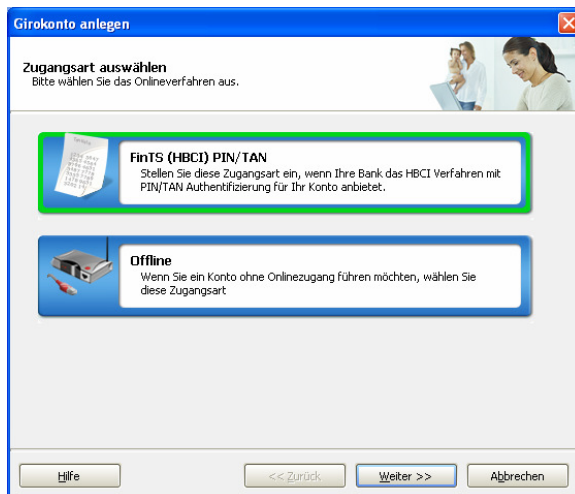 Girokonto anlegen
Zugangsart auswählen
Bitte wählen Sie das Onlineverfahren aus.
FinTS (HBCI) PIN/TAN
Stellen Sie diese Zugangsart ein, wenn Ihre Bank das HBCI Verfahren mit
PIN/TAN Authentifizierung für Ihr Konto anbietet.
Offline
Wenn Sie ein Konto ohne Onlinezugang führen möchten, wählen Sie
diese Zugangsart
Hilfe
<< Zurück
Weiter >>
Abbrechen